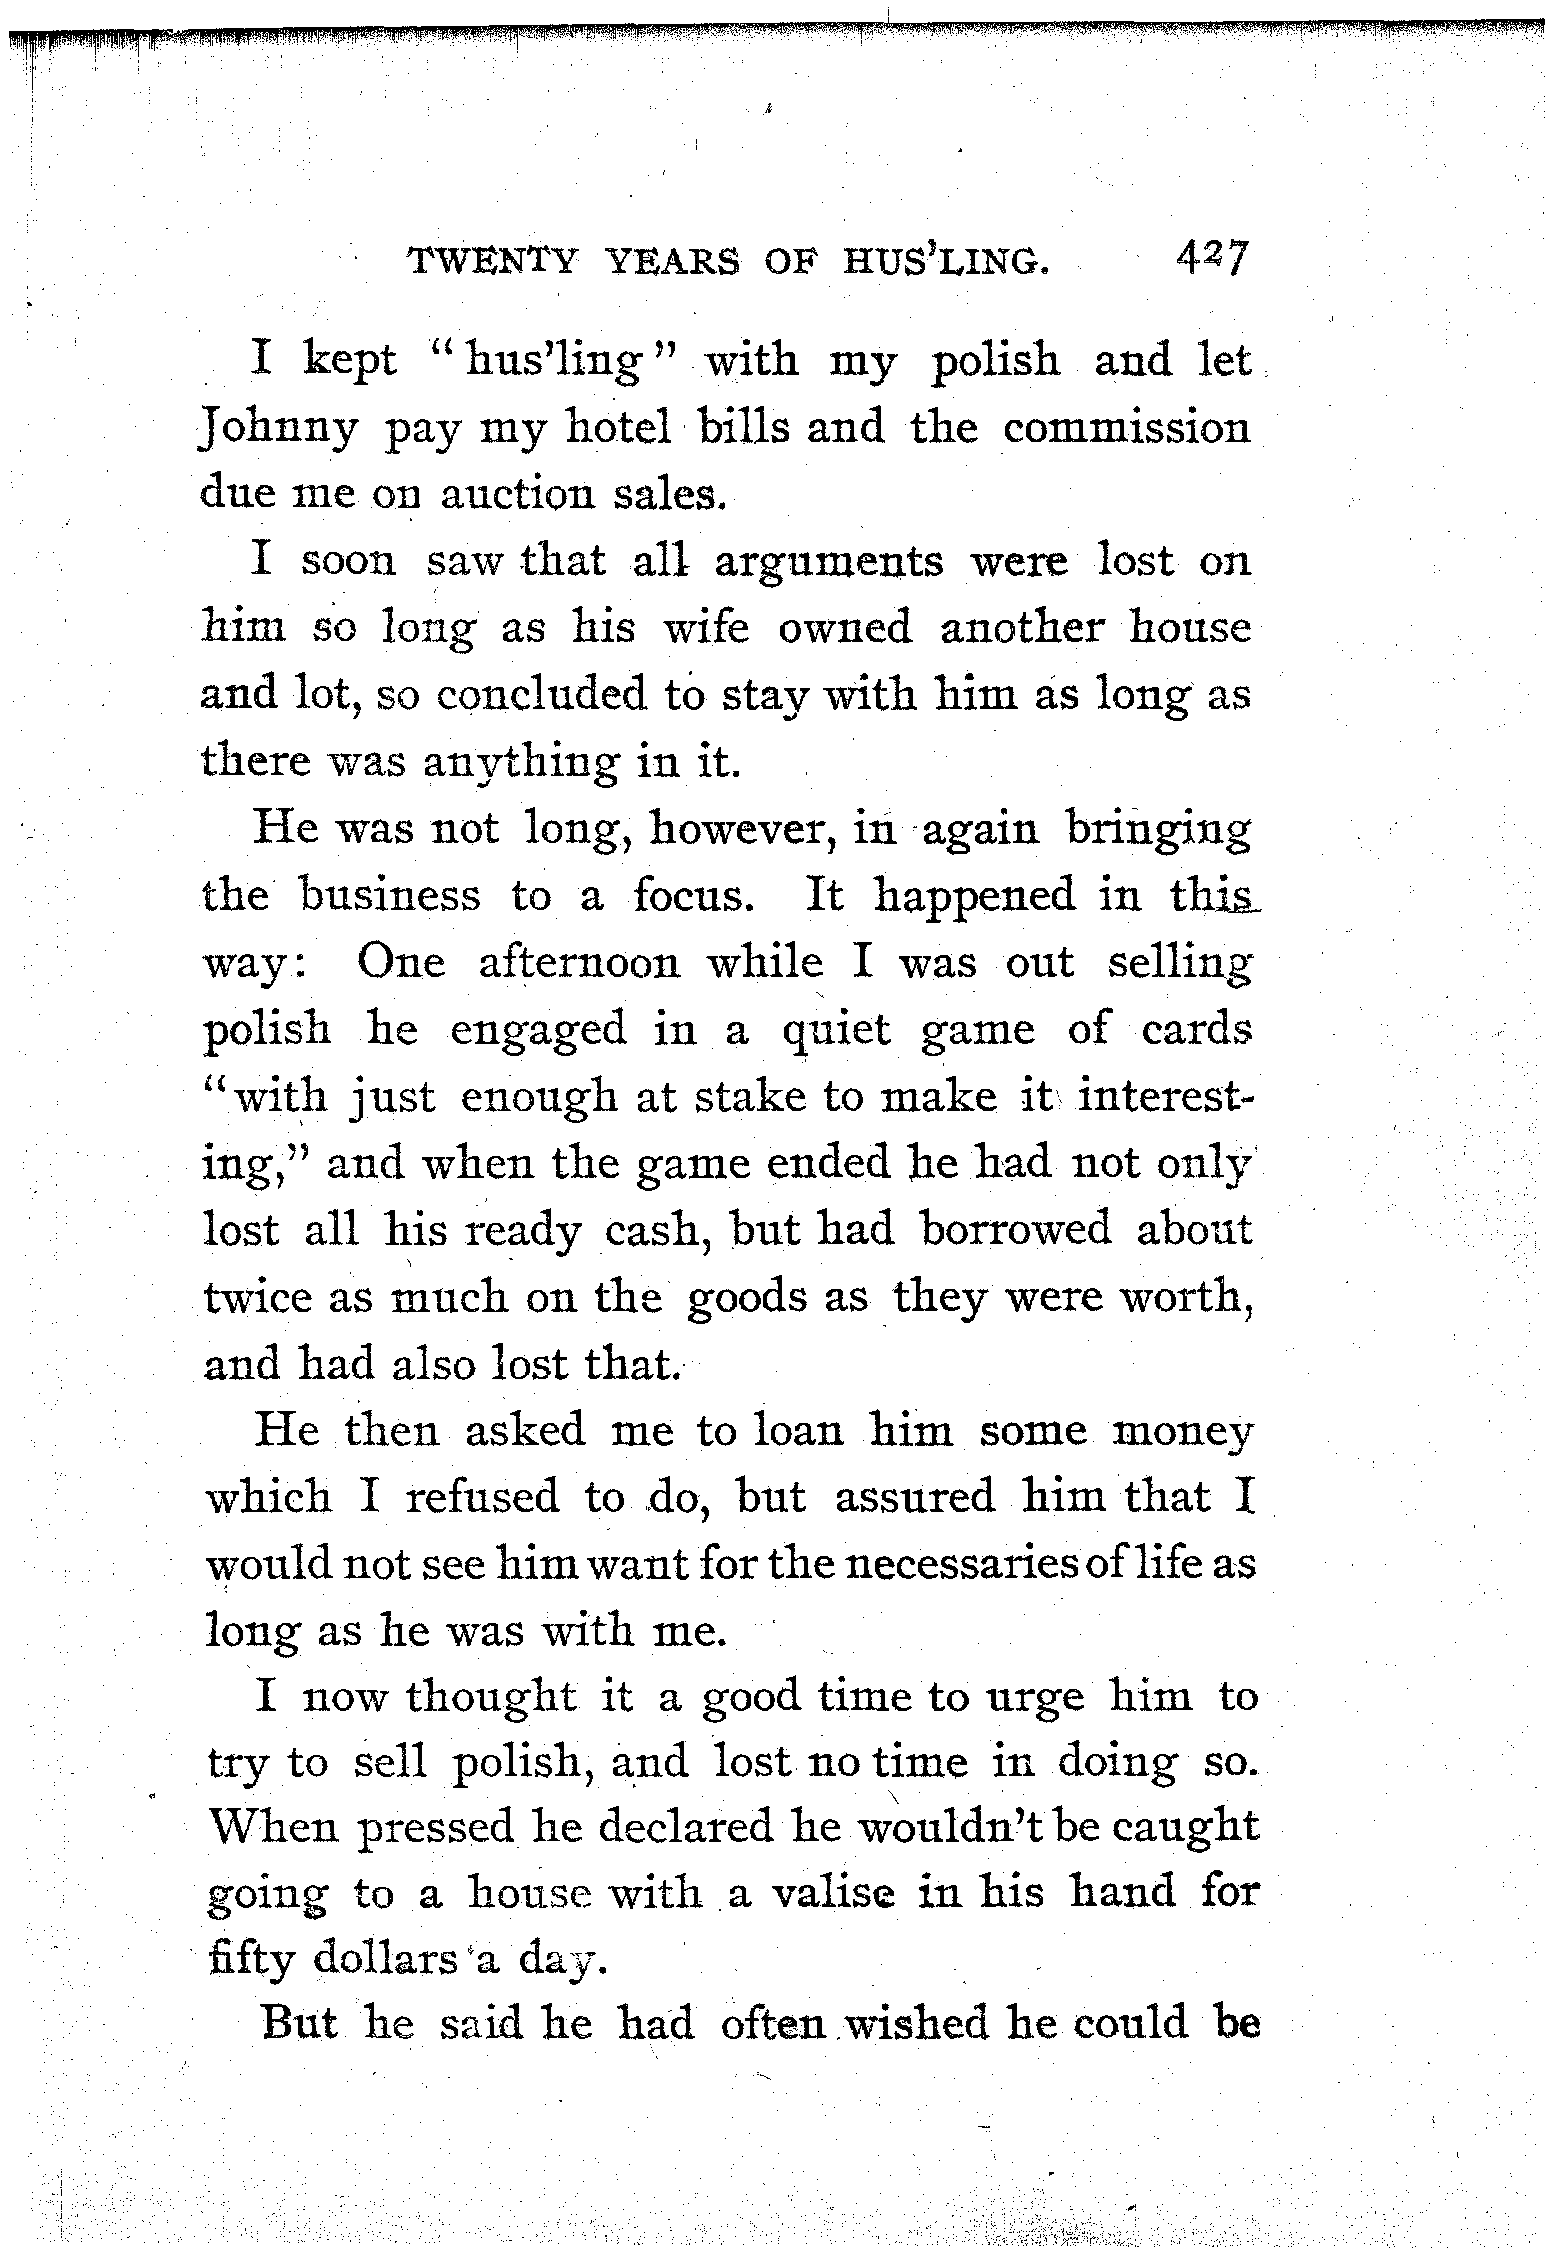 TWENTY YEARS OF HUS'LING. 427
I kept "hus'ling" with my polish and let
Johnny pay my hotel bills and the commission
due me on auction sales.
I soon saw that all arguments were lost on
him so long as his wife owned another house
and lot, so concluded to stay with him as long as
there was anything in it.
He was not long, however, in again bringing
the business to a focus. It happened in this
way: One afternoon while I was out selling
polish he engaged in a quiet game of cards
"with just enough at stake to make it interest-
ing," and when the game ended he had not only
lost all his ready cash, but had borrowed about
twice as much on the goods as they were worth,
and had also lost that.
He then asked me to loan him some money
which I refused to do, but assured him that I
would not see him want for the necessaries of life as
long as he was with me.
I now thought it a good time to urge him to
try to sell polish, and lost no time in doing so.
When pressed he declared he wouldn't be caught
going to a house with a valise in his hand for
fifty dollars a day.
But he said he had often wished he could be